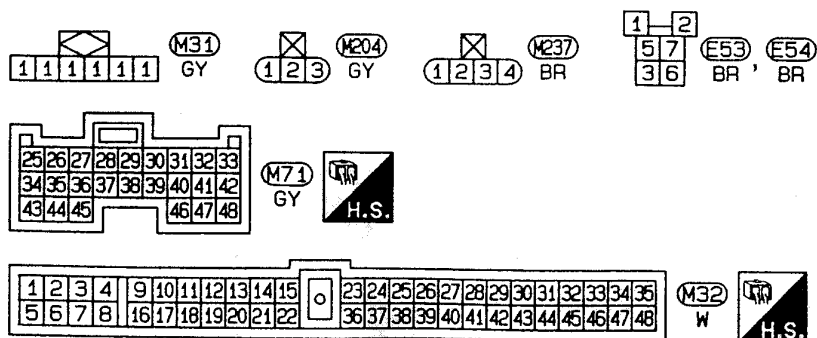 1 1 1 1 1 1 M31 GY
1 2 3 M204 GY
1 2 3 4 M237 BR
1 2
5 7
3 6
E53 BR , E54 BR
25 26 27 28 29 30 31 32 33
34 35 36 37 38 39 40 41 42
43 44 45 46 47 48
M71 GY
H.S.
1 2 3 4 9 10 11 12 13 14 15 23 24 25 26 27 28 29 30 31 32 33 34 35
5 6 7 8 16 17 18 19 20 21 22 36 37 38 39 40 41 42 43 44 45 46 47 48
M32 W
H.S.